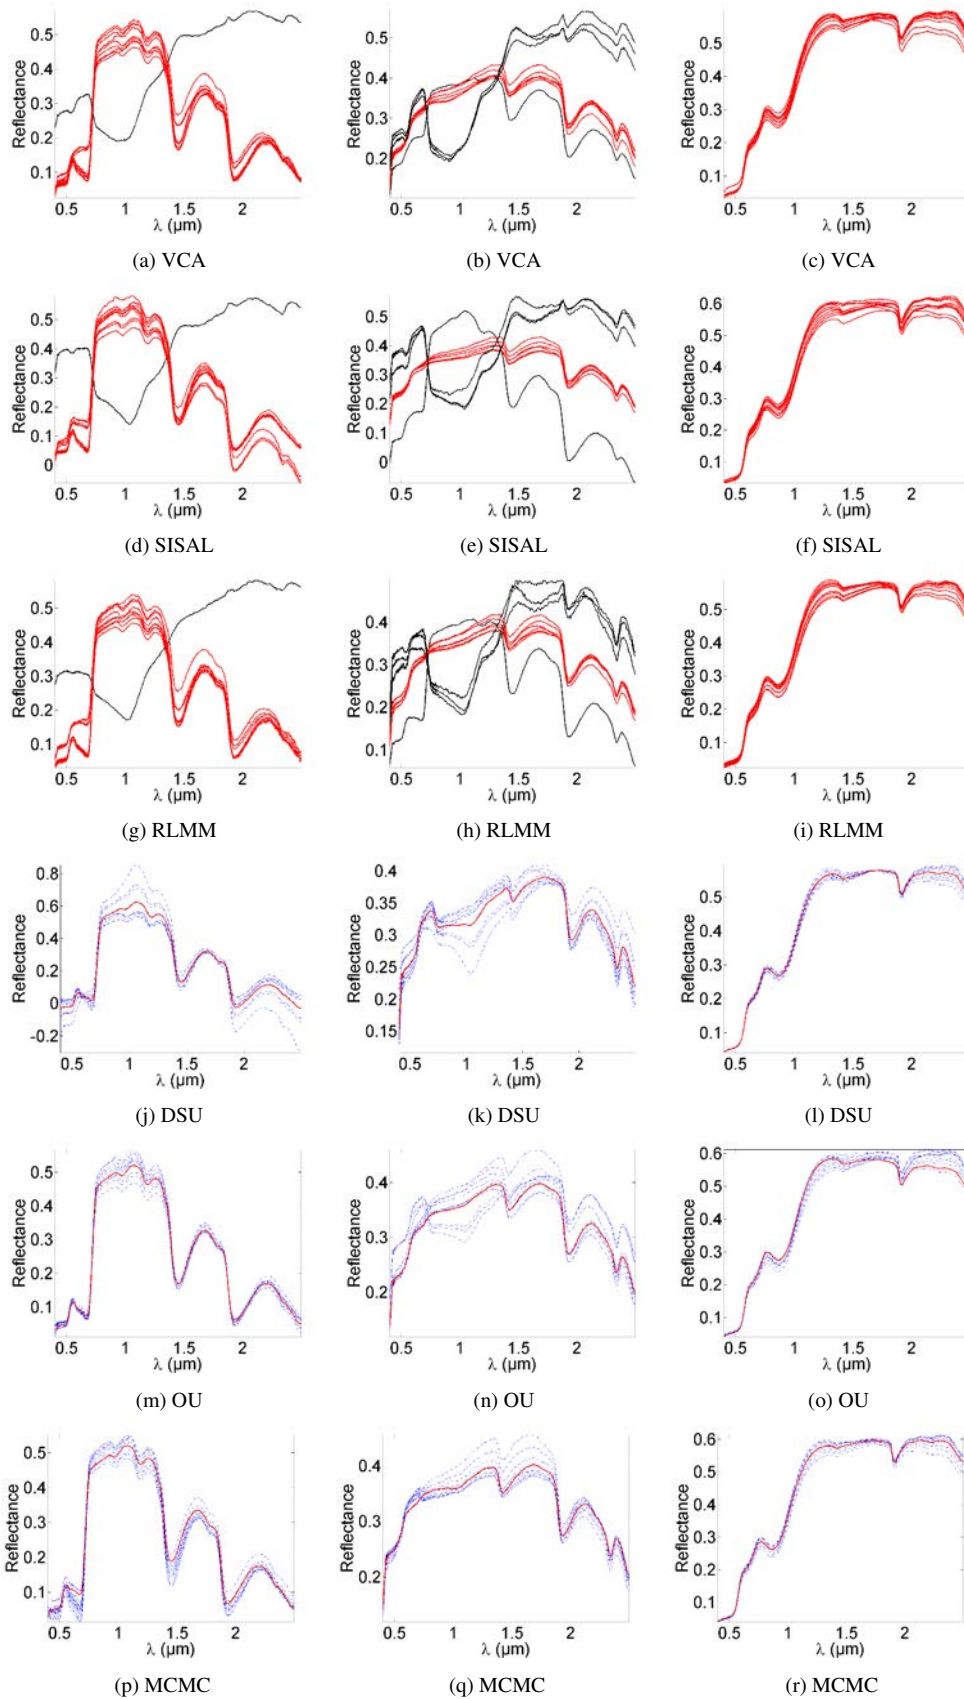 Reflectance 0.5 0.4 0.3 0.2 0.1 0.5 1 1.5 2 λ (µm)
Reflectance 0.5 0.4 0.3 0.2 0.5 1 1.5 2 λ (µm)
Reflectance 0.5 0.4 0.3 0.2 0.1 0.5 1 1.5 2 λ (µm)
(a) VCA (b) VCA (c) VCA
Reflectance 0.5 0.4 0.3 0.2 0.1 0 0.5 1 1.5 2 λ (µm)
Reflectance 0.5 0.4 0.3 0.2 0.1 0 0.5 1 1.5 2 λ (µm)
Reflectance 0.6 0.5 0.4 0.3 0.2 0.1 0.5 1 1.5 2 λ (µm)
(d) SISAL (e) SISAL (f) SISAL
Reflectance 0.5 0.4 0.3 0.2 0.1 0.5 1 1.5 2 λ (µm)
Reflectance 0.5 0.4 0.3 0.2 0.1 0.5 1 1.5 2 λ (µm)
Reflectance 0.5 0.4 0.3 0.2 0.1 0.5 1 1.5 2 λ (µm)
(g) RLMM (h) RLMM (i) RLMM
Reflectance 0.8 0.6 0.4 0.2 0 -0.2 0.5 1 1.5 2 λ (µm)
Reflectance 0.4 0.35 0.3 0.25 0.2 0.15 0.5 1 1.5 2 λ (µm)
Reflectance 0.5 0.4 0.3 0.2 0.1 0.5 1 1.5 2 λ (µm)
(j) DSU (k) DSU (l) DSU
Reflectance 0.5 0.4 0.3 0.2 0.1 0.5 1 1.5 2 λ (µm)
Reflectance 0.4 0.3 0.2 0.5 1 1.5 2 λ (µm)
Reflectance 0.6 0.5 0.4 0.3 0.2 0.1 0.5 1 1.5 2 λ (µm)
(m) OU (n) OU (o) OU
Reflectance 0.5 0.4 0.3 0.2 0.1 0.5 1 1.5 2 λ (µm)
Reflectance 0.4 0.3 0.2 0.5 1 1.5 2 λ (µm)
Reflectance 0.6 0.5 0.4 0.3 0.2 0.1 0.5 1 1.5 2 λ (µm)
(p) MCMC (q) MCMC (r) MCMC